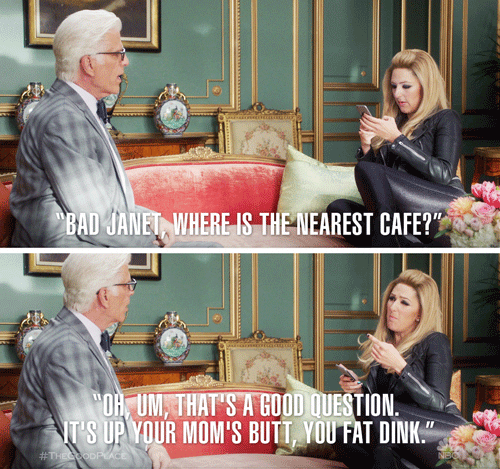 "BAD JANET, WHERE IS THE NEAREST CAFE?"
"OH, UM, THAT'S A GOOD QUESTION.
IT'S UP YOUR MOM'S BUTT, YOU FAT DINK."
#THEGOODPLACE
NBC